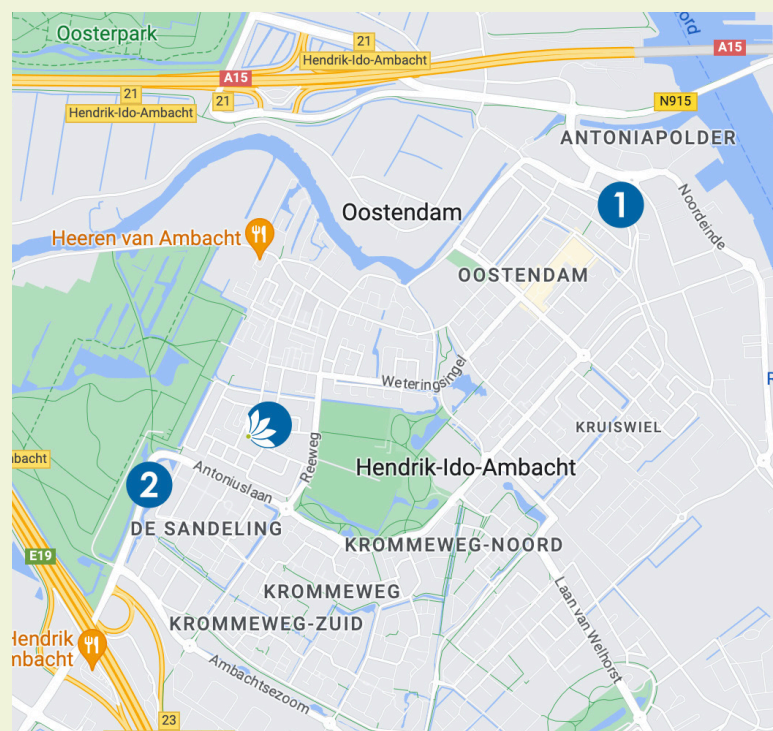 Oosterpark
21
Hendrik-Ido-Ambacht
A15
A15
21
Hendrik-Ido-Ambacht
21
N915
ANTONIAPOLDER
1
Noordeinde
Oostendam
Heeren van Ambacht
OOSTENDAM
Weteringsingel
KRUISWIEL
Reeweg
Hendrik-Ido-Ambacht
2
Antoniuslaan
DE SANDELING
KROMMEWEG-NOORD
E19
KROMMEWEG
KROMMEWEG-ZUID
Laan van Welhorst
Hendrik
Ambachtsezoom
23